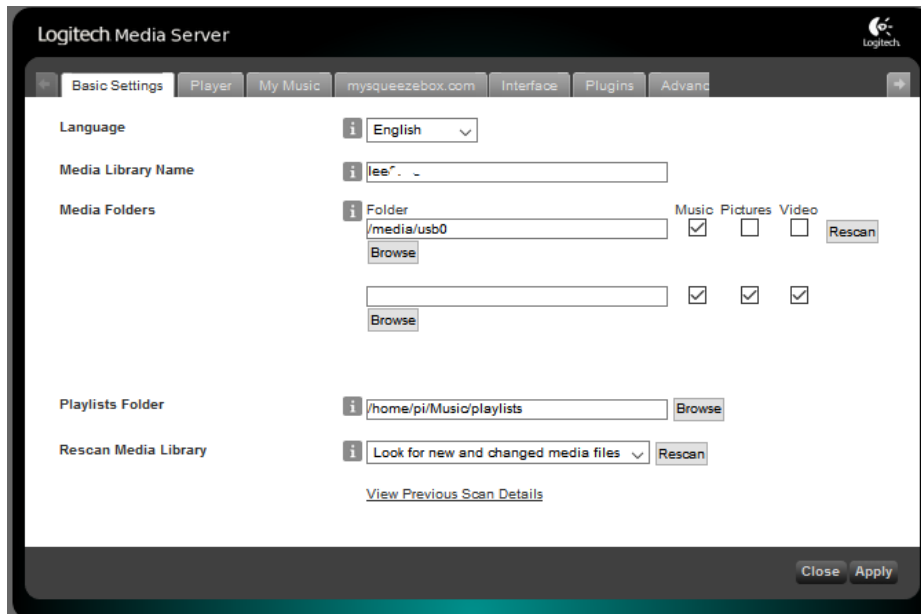 Logitech Media Server
Logitech
Basic Settings Player My Music mysqueezebox.com Interface Plugins Advanc
Language English
Media Library Name
Media Folders Folder Music Pictures Video
/media/usb0 Rescan
Browse
Browse
Playlists Folder /home/pi/Music/playlists Browse
Rescan Media Library Look for new and changed media files Rescan
View Previous Scan Details
Close Apply